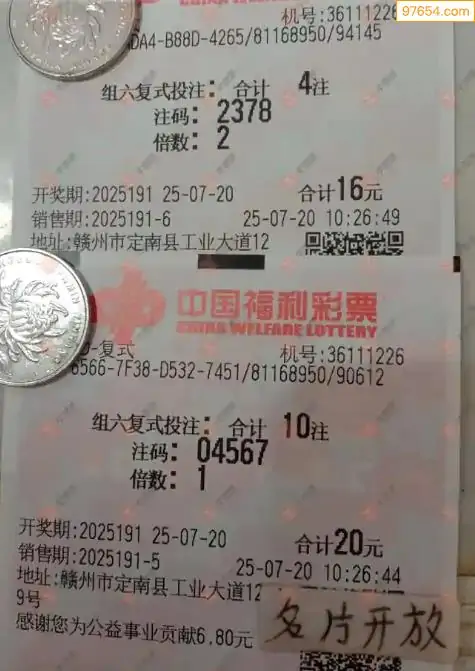 97654.com
机号:36111226
DA4-B88D-4265/81168950/94145
组六复式投注: 合计 4注
注码: 2378
倍数: 2
开奖期:2025191 25-07-20 合计16元
销售期:2025191-6 25-07-20 10:26:49
地址:赣州市定南县工业大道12
中国福利彩票
CHINA WELFARE LOTTERY
D-复式 机号:36111226
6566-7F38-D532-7451/81168950/90612
组六复式投注: 合计 10注
注码: 04567
倍数: 1
开奖期:2025191 25-07-20 合计20元
销售期:2025191-5 25-07-20 10:26:44
地址:赣州市定南县工业大道12
9号
感谢您为公益事业贡献6.80元
名片开放